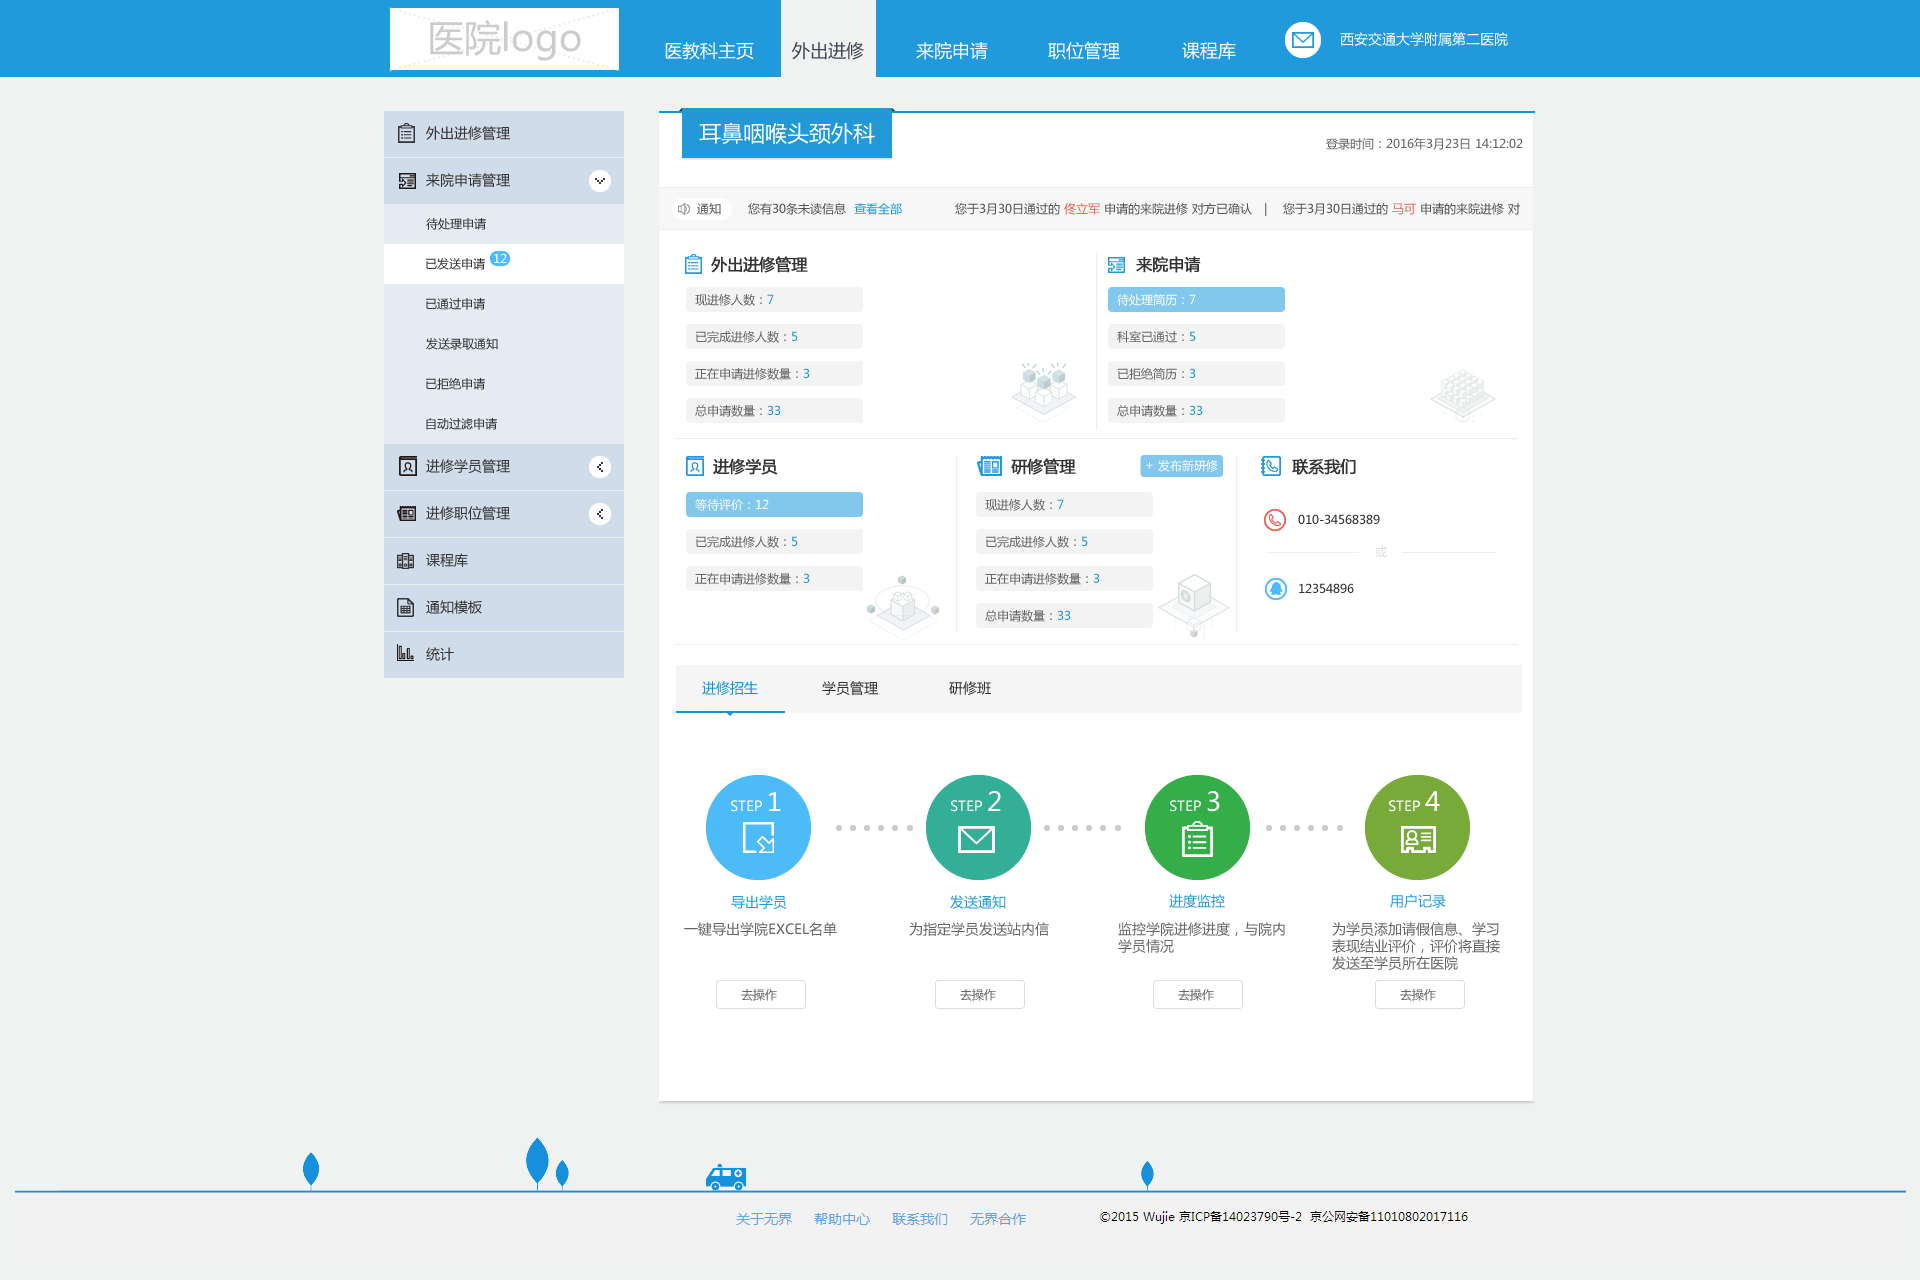 医院logo
医教科主页
外出进修
来院申请
职位管理
课程库
西安交通大学附属第二医院
外出进修管理
来院申请管理
待处理申请
已发送申请 12
已通过申请
发送录取通知
已拒绝申请
自动过滤申请
进修学员管理
进修职位管理
课程库
通知模板
统计
耳鼻咽喉头颈外科
登录时间：2016年3月23日 14:12:02
通知
您有30条未读信息 查看全部
您于3月30日通过的 佟立军 申请的来院进修 对方已确认 | 您于3月30日通过的 马可 申请的来院进修 对
外出进修管理
现进修人数：7
已完成进修人数：5
正在申请进修数量：3
总申请数量：33
来院申请
待处理简历：7
科室已通过：5
已拒绝简历：3
总申请数量：33
进修学员
等待评价：12
已完成进修人数：5
正在申请进修数量：3
研修管理
+ 发布新研修
现进修人数：7
已完成进修人数：5
正在申请进修数量：3
总申请数量：33
联系我们
010-34568389
或
12354896
进修招生
学员管理
研修班
STEP 1
导出学员
一键导出学院EXCEL名单
去操作
STEP 2
发送通知
为指定学员发送站内信
去操作
STEP 3
进度监控
监控学院进修进度，与院内
学员情况
去操作
STEP 4
用户记录
为学员添加请假信息、学习
表现结业评价，评价将直接
发送至学员所在医院
去操作
关于无界
帮助中心
联系我们
无界合作
©2015 Wujie 京ICP备14023790号-2 京公网安备11010802017116